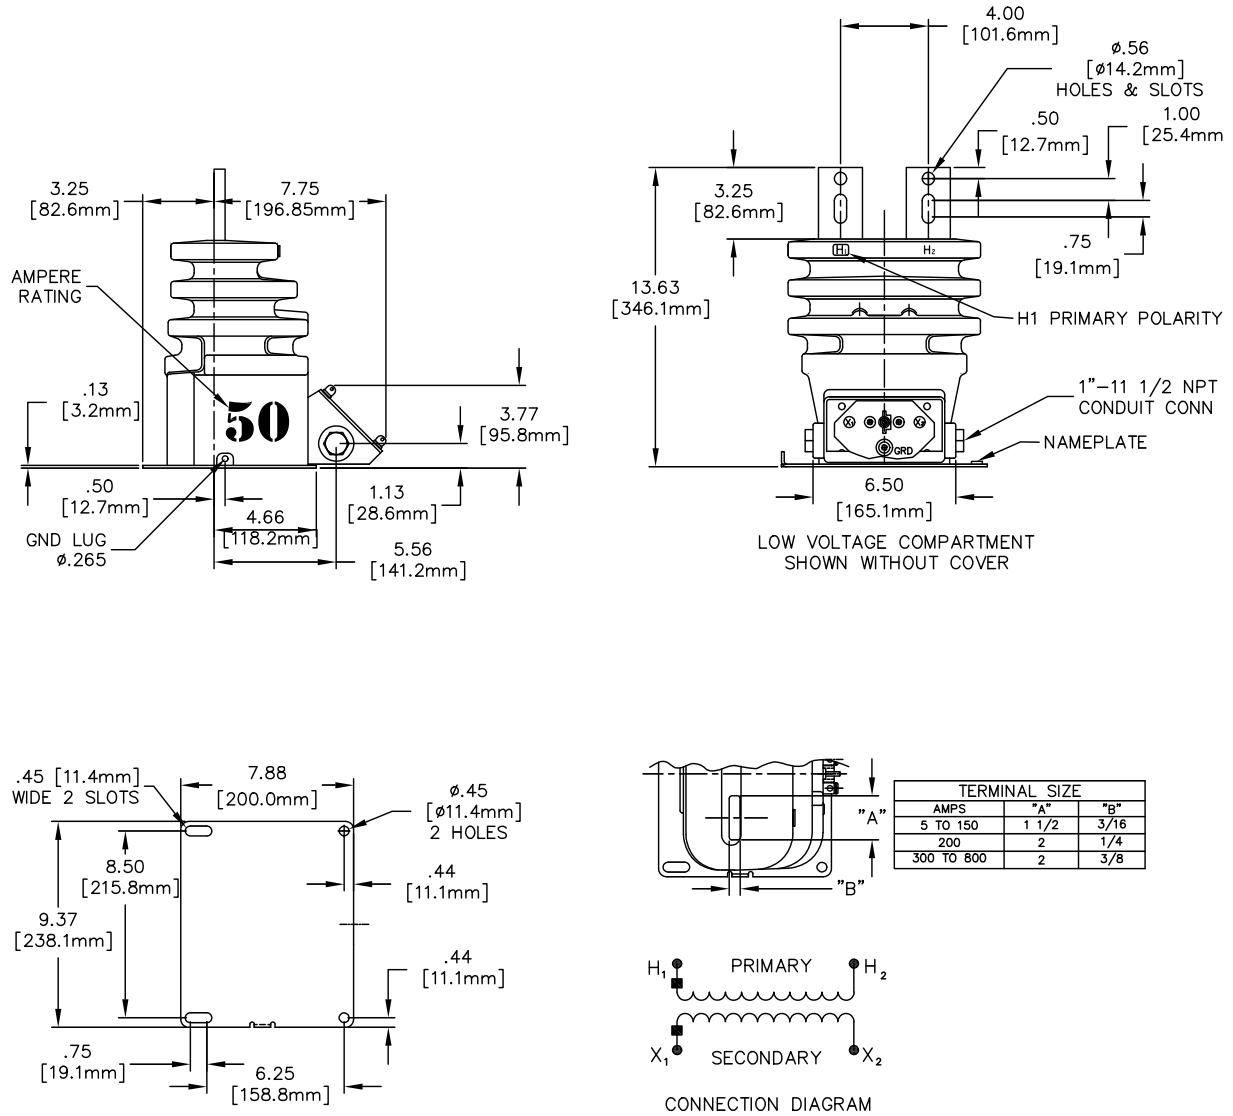 4.00
[101.6mm]
ø.56
[ø14.2mm]
HOLES & SLOTS
.50
[12.7mm]
1.00
[25.4mm
3.25
[82.6mm]
7.75
[196.85mm]
3.25
[82.6mm]
.75
[19.1mm]
AMPERE
RATING
H1
H2
13.63
[346.1mm]
H1 PRIMARY POLARITY
.13
[3.2mm]
50
3.77
[95.8mm]
1"-11 1/2 NPT
CONDUIT CONN
NAMEPLATE
GRD
.50
[12.7mm]
1.13
[28.6mm]
4.66
[118.2mm]
GND LUG
ø.265
5.56
[141.2mm]
6.50
[165.1mm]
LOW VOLTAGE COMPARTMENT
SHOWN WITHOUT COVER
.45 [11.4mm]
WIDE 2 SLOTS
7.88
[200.0mm]
ø.45
[ø11.4mm]
2 HOLES
8.50
[215.8mm]
.44
[11.1mm]
9.37
[238.1mm]
.44
[11.1mm]
.75
[19.1mm]
6.25
[158.8mm]
"A"
"B"
TERMINAL SIZE
AMPS "A" "B"
5 TO 150 1 1/2 3/16
200 2 1/4
300 TO 800 2 3/8
H1 PRIMARY H2
X1 SECONDARY X2
CONNECTION DIAGRAM